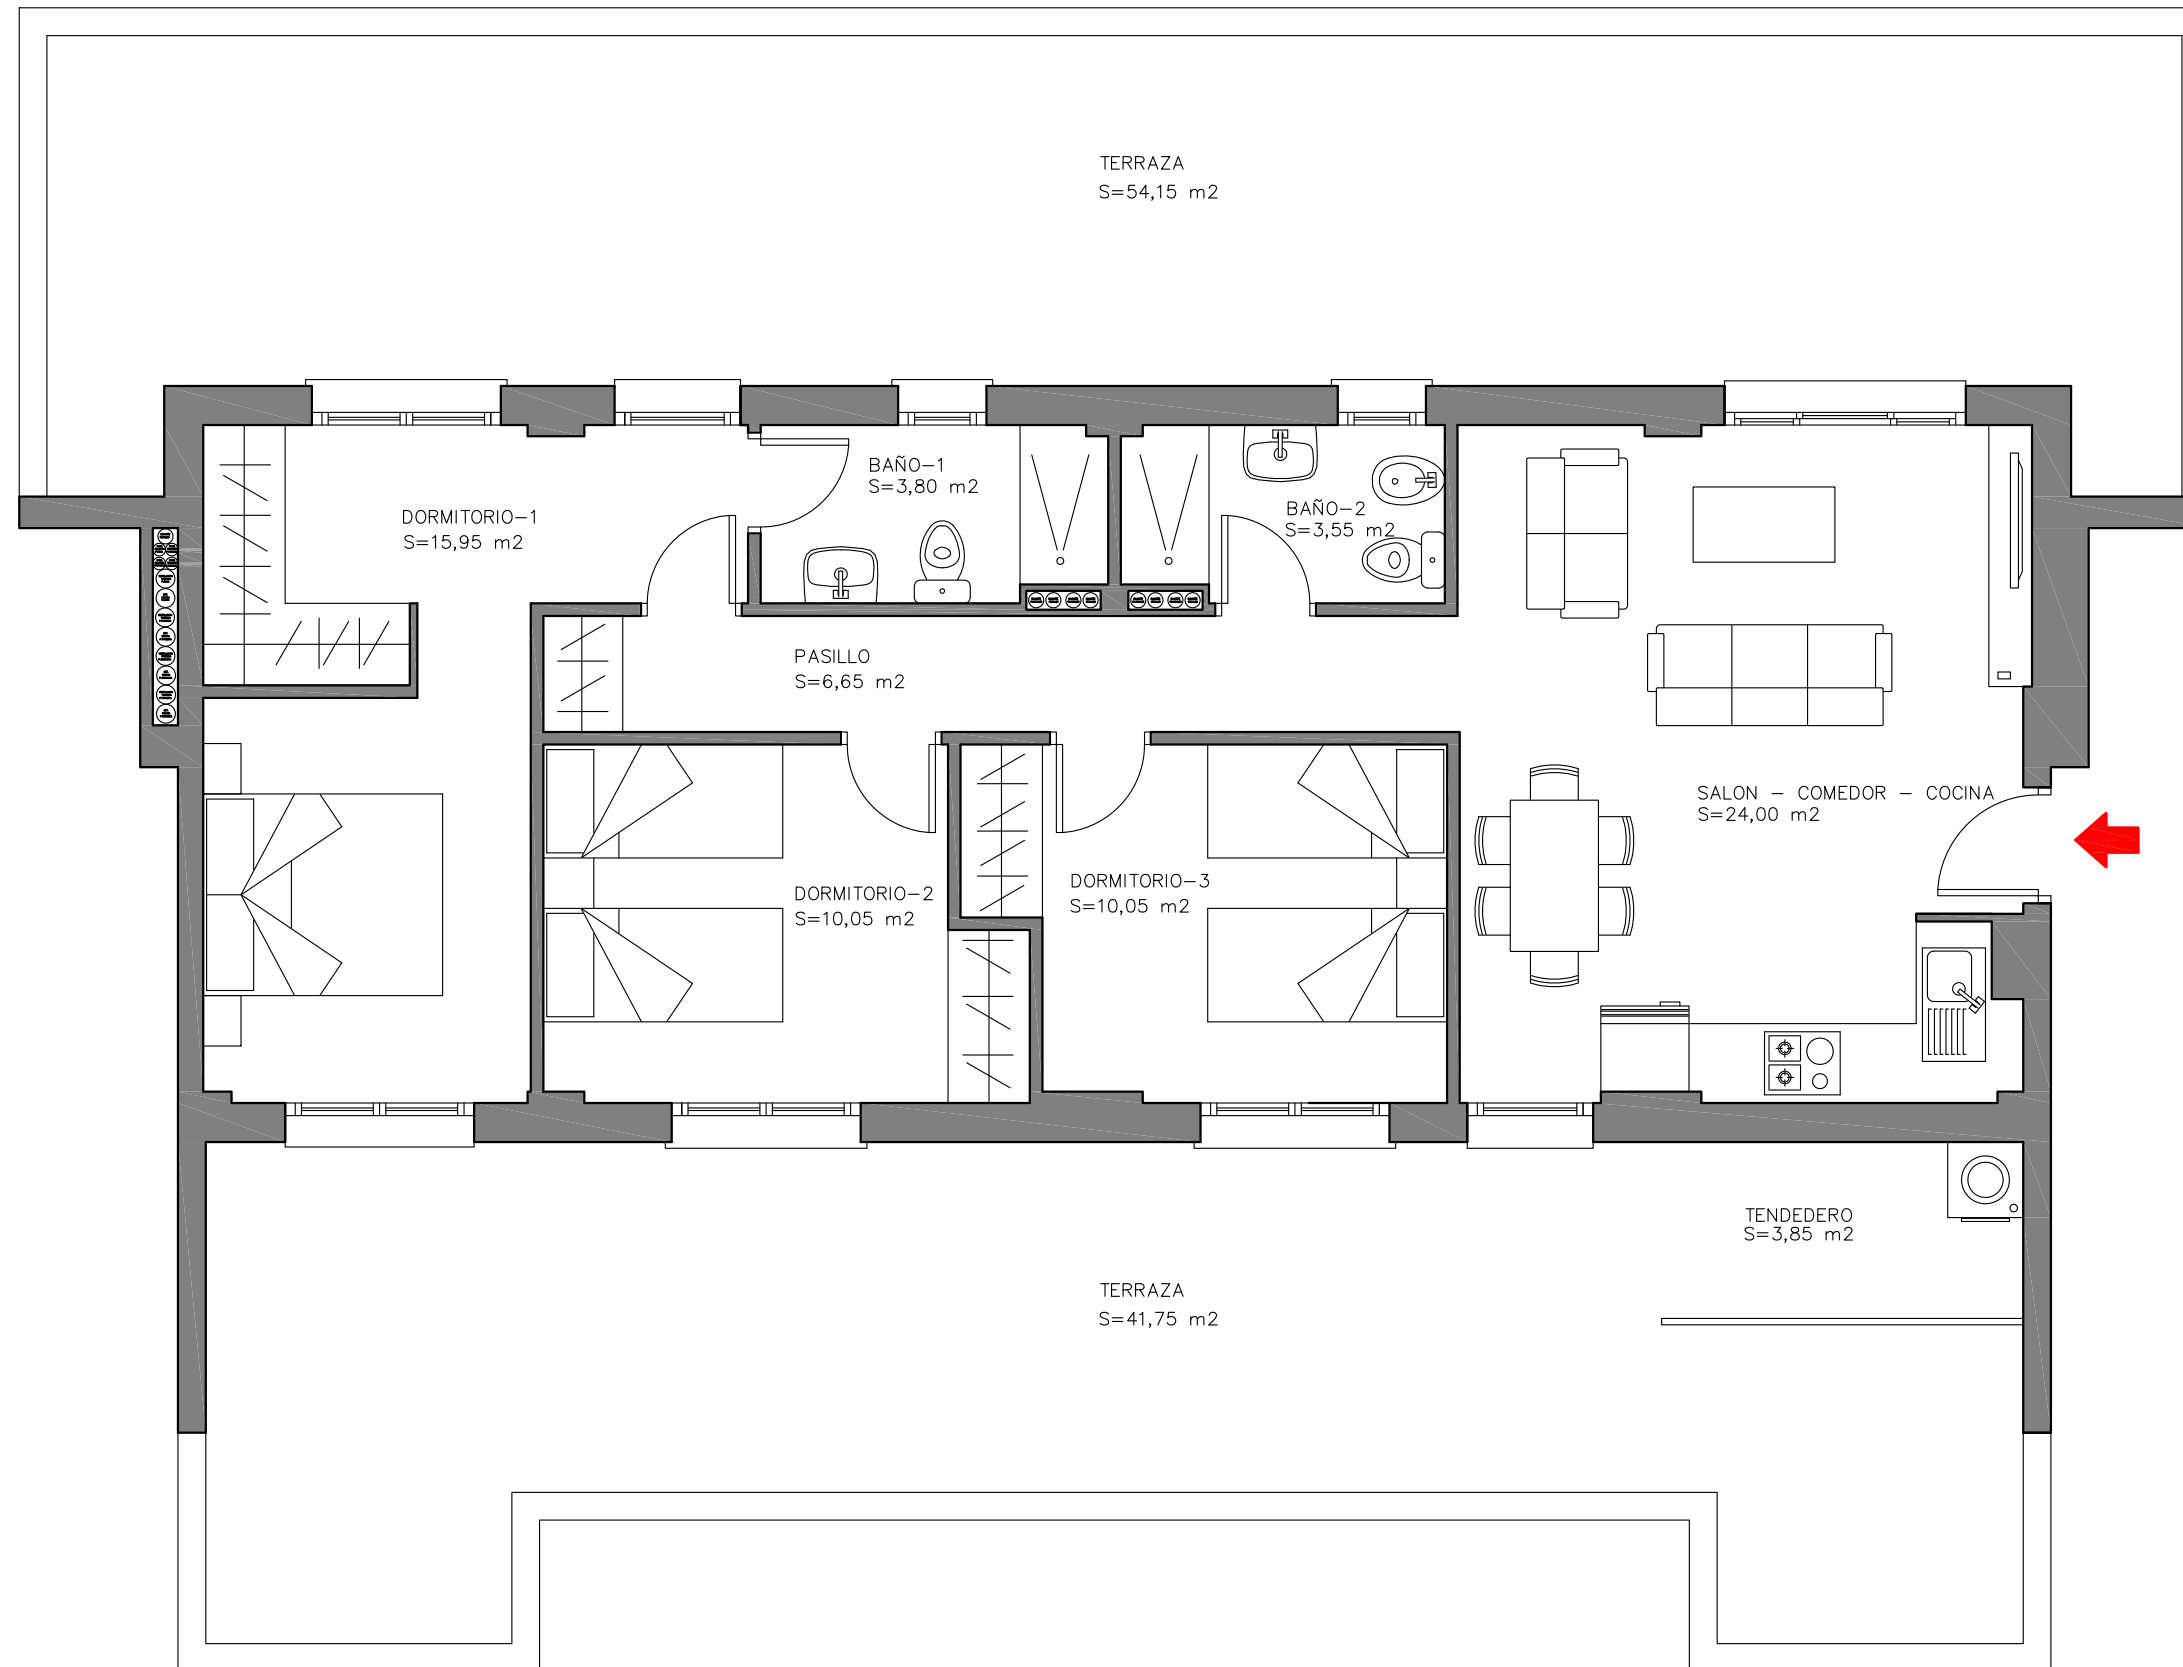 TERRAZA
S=54,15 m2
BAÑO-1
S=3,80 m2
BAÑO-2
S=3,55 m2
DORMITORIO-1
S=15,95 m2
PASILLO
S=6,65 m2
SALON - COMEDOR - COCINA
S=24,00 m2
DORMITORIO-2
S=10,05 m2
DORMITORIO-3
S=10,05 m2
TENDEDERO
S=3,85 m2
TERRAZA
S=41,75 m2